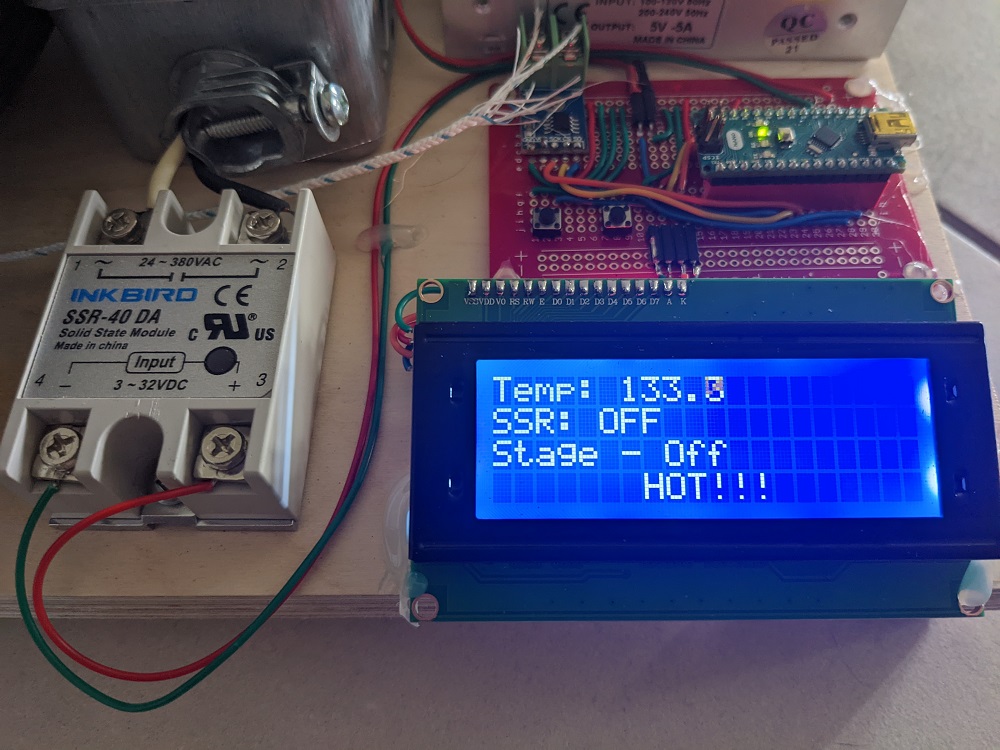 INPUT: 100-120V 60Hz
200-240V 50Hz
OUTPUT: 5V -5A
MADE IN CHINA
QC
PASSED
21
24~380VAC
1 ~ ~ 2
INKBIRD CE
SSR-40 DA
Solid State Module
Made in china
C RU® US
Input
4 - 3~32VDC + 3
VSS VDD V0 RS RW E D0 D1 D2 D3 D4 D5 D6 D7 A K
Temp: 133.
SSR: OFF
Stage - Off
HOT!!!